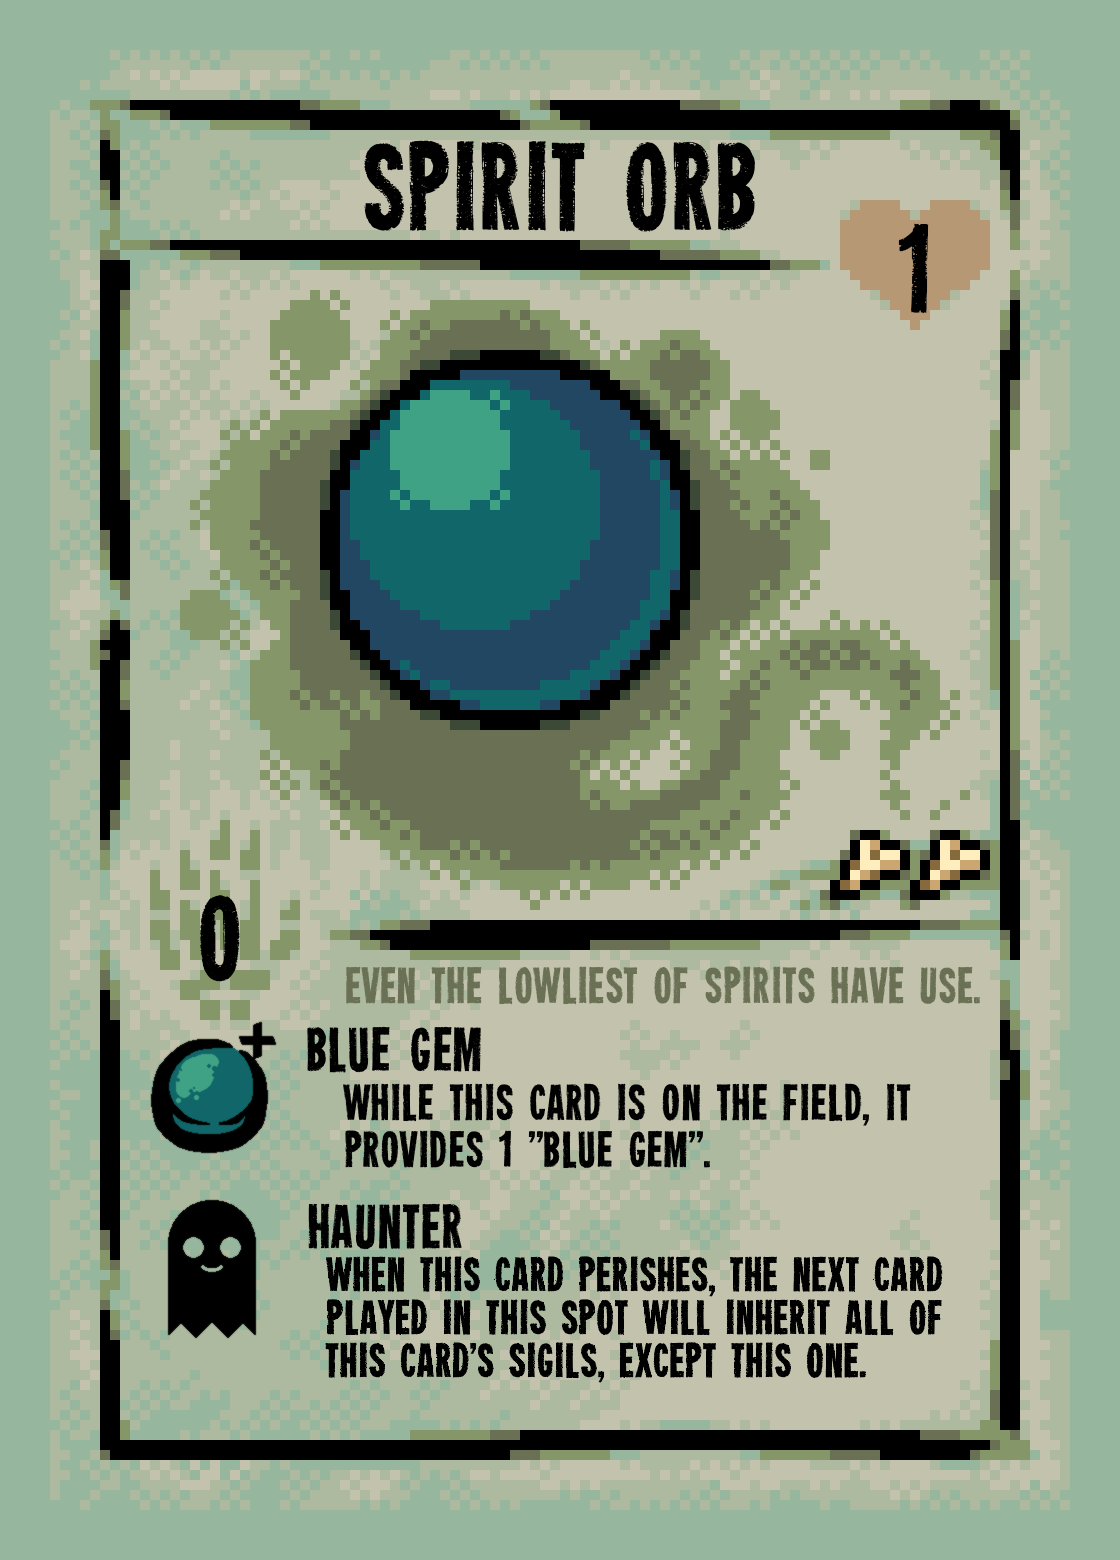 SPIRIT ORB
1
0
EVEN THE LOWLIEST OF SPIRITS HAVE USE.
BLUE GEM
WHILE THIS CARD IS ON THE FIELD, IT
PROVIDES 1 "BLUE GEM".
HAUNTER
WHEN THIS CARD PERISHES, THE NEXT CARD
PLAYED IN THIS SPOT WILL INHERIT ALL OF
THIS CARD'S SIGILS, EXCEPT THIS ONE.